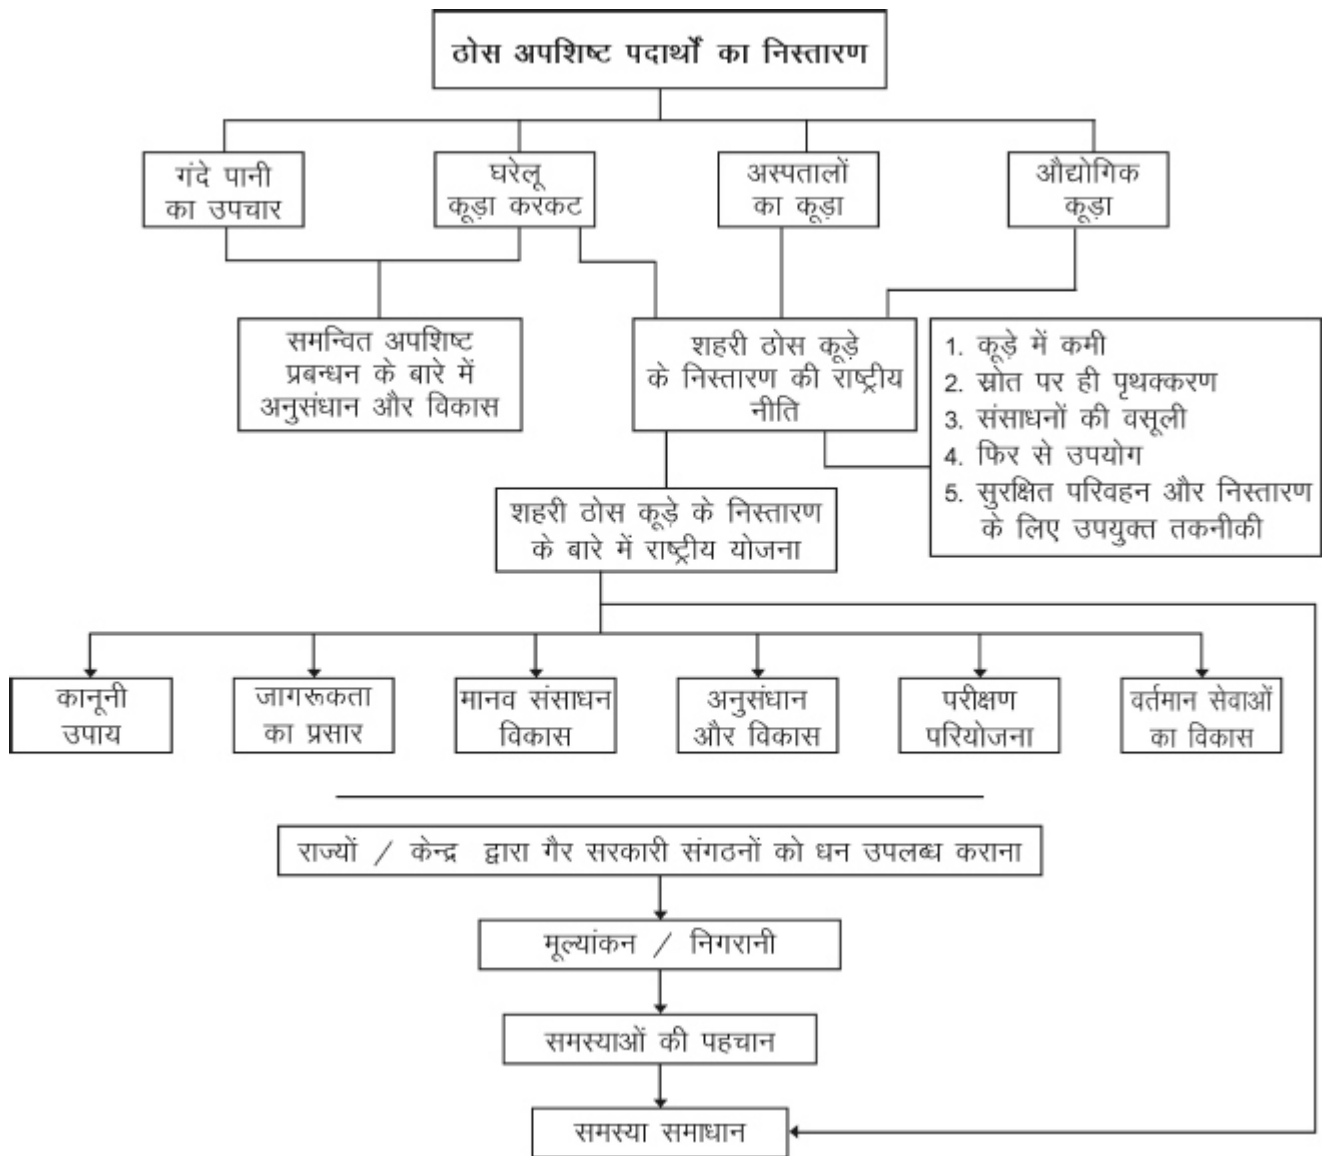 ठोस अपशिष्ट पदार्थों का निस्तारण
गंदे पानी
का उपचार
घरेलू
कूड़ा करकट
अस्पतालों
का कूड़ा
औद्योगिक
कूड़ा
समन्वित अपशिष्ट
प्रबन्धन के बारे में
अनुसंधान और विकास
शहरी ठोस कूड़े
के निस्तारण की राष्ट्रीय
नीति
1. कूड़े में कमी
2. स्रोत पर ही पृथक्करण
3. संसाधनों की वसूली
4. फिर से उपयोग
5. सुरक्षित परिवहन और निस्तारण
के लिए उपयुक्त तकनीकी
शहरी ठोस कूड़े के निस्तारण
के बारे में राष्ट्रीय योजना
कानूनी
उपाय
जागरूकता
का प्रसार
मानव संसाधन
विकास
अनुसंधान
और विकास
परीक्षण
परियोजना
वर्तमान सेवाओं
का विकास
राज्यों / केन्द्र द्वारा गैर सरकारी संगठनों को धन उपलब्ध कराना
मूल्यांकन / निगरानी
समस्याओं की पहचान
समस्या समाधान